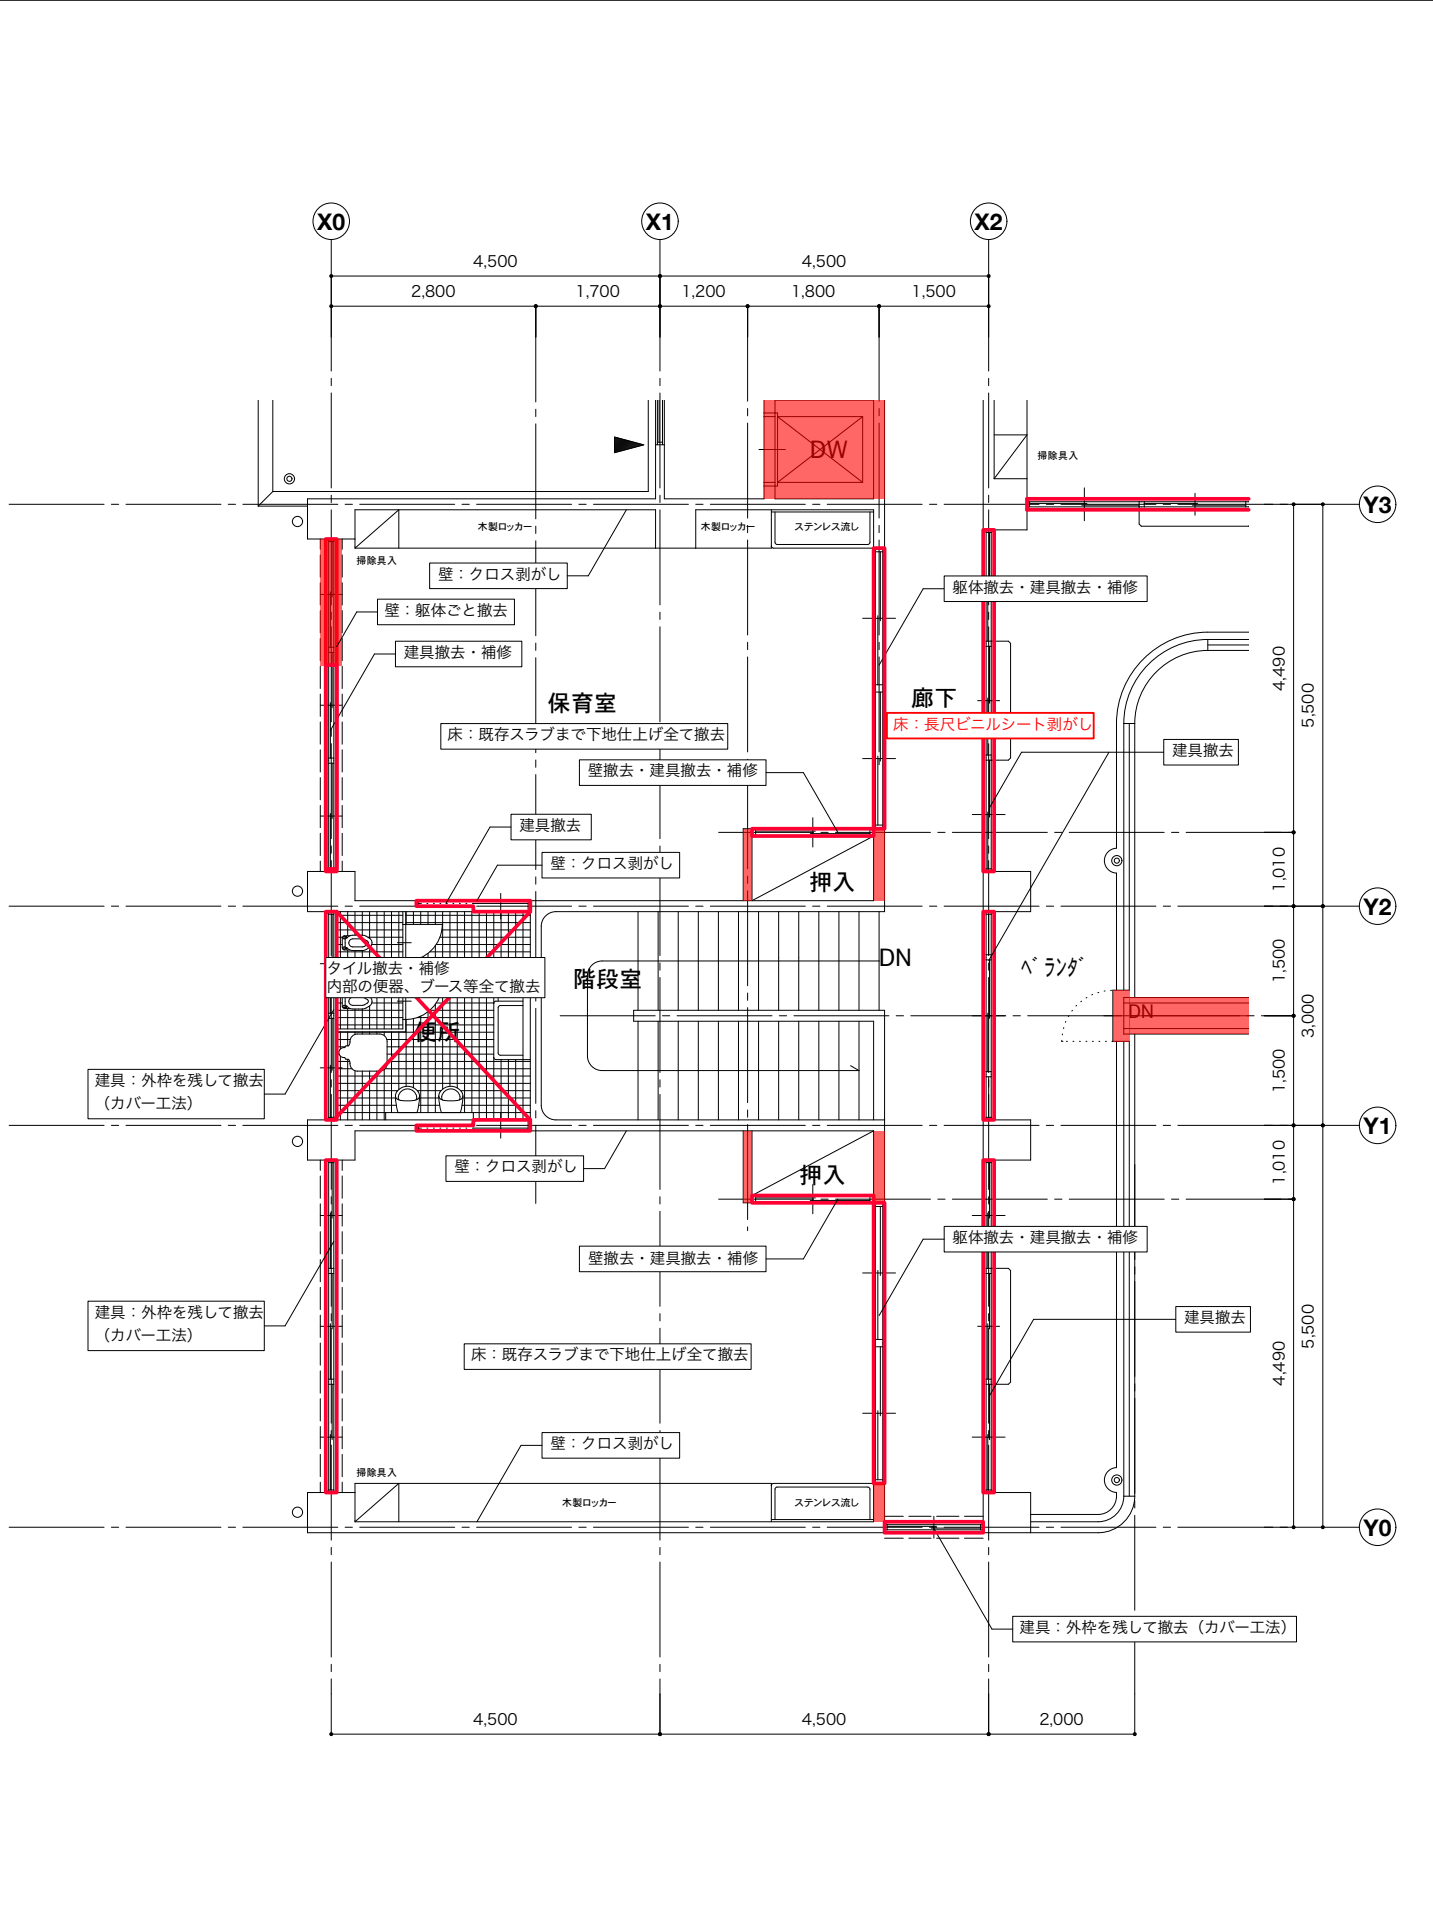 X0
X1
X2
4,500
4,500
2,800
1,700
1,200
1,800
1,500
DW
掃除具入
Y3
木製ロッカー
木製ロッカー
ステンレス流し
掃除具入
壁：クロス剥がし
躯体撤去・建具撤去・補修
壁：躯体ごと撤去
建具撤去・補修
4,490
5,500
保育室
廊下
床：長尺ビニルシート剥がし
床：既存スラブまで下地仕上げ全て撤去
建具撤去
壁撤去・建具撤去・補修
建具撤去
壁：クロス剥がし
押入
1,010
Y2
タイル撤去・補修
内部の便器、ブース等全て撤去
階段室
DN
ベランダ
1,500
便所
DN
3,000
建具：外枠を残して撤去
（カバー工法）
1,500
Y1
壁：クロス剥がし
押入
1,010
壁撤去・建具撤去・補修
躯体撤去・建具撤去・補修
建具：外枠を残して撤去
（カバー工法）
建具撤去
床：既存スラブまで下地仕上げ全て撤去
4,490
5,500
壁：クロス剥がし
掃除具入
木製ロッカー
ステンレス流し
Y0
建具：外枠を残して撤去（カバー工法）
4,500
4,500
2,000